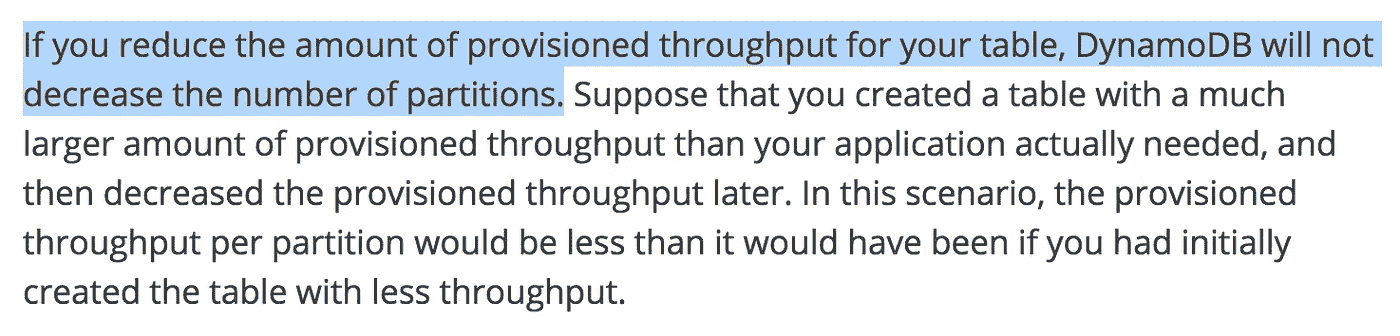 If you reduce the amount of provisioned throughput for your table, DynamoDB will not
decrease the number of partitions. Suppose that you created a table with a much
larger amount of provisioned throughput than your application actually needed, and
then decreased the provisioned throughput later. In this scenario, the provisioned
throughput per partition would be less than it would have been if you had initially
created the table with less throughput.